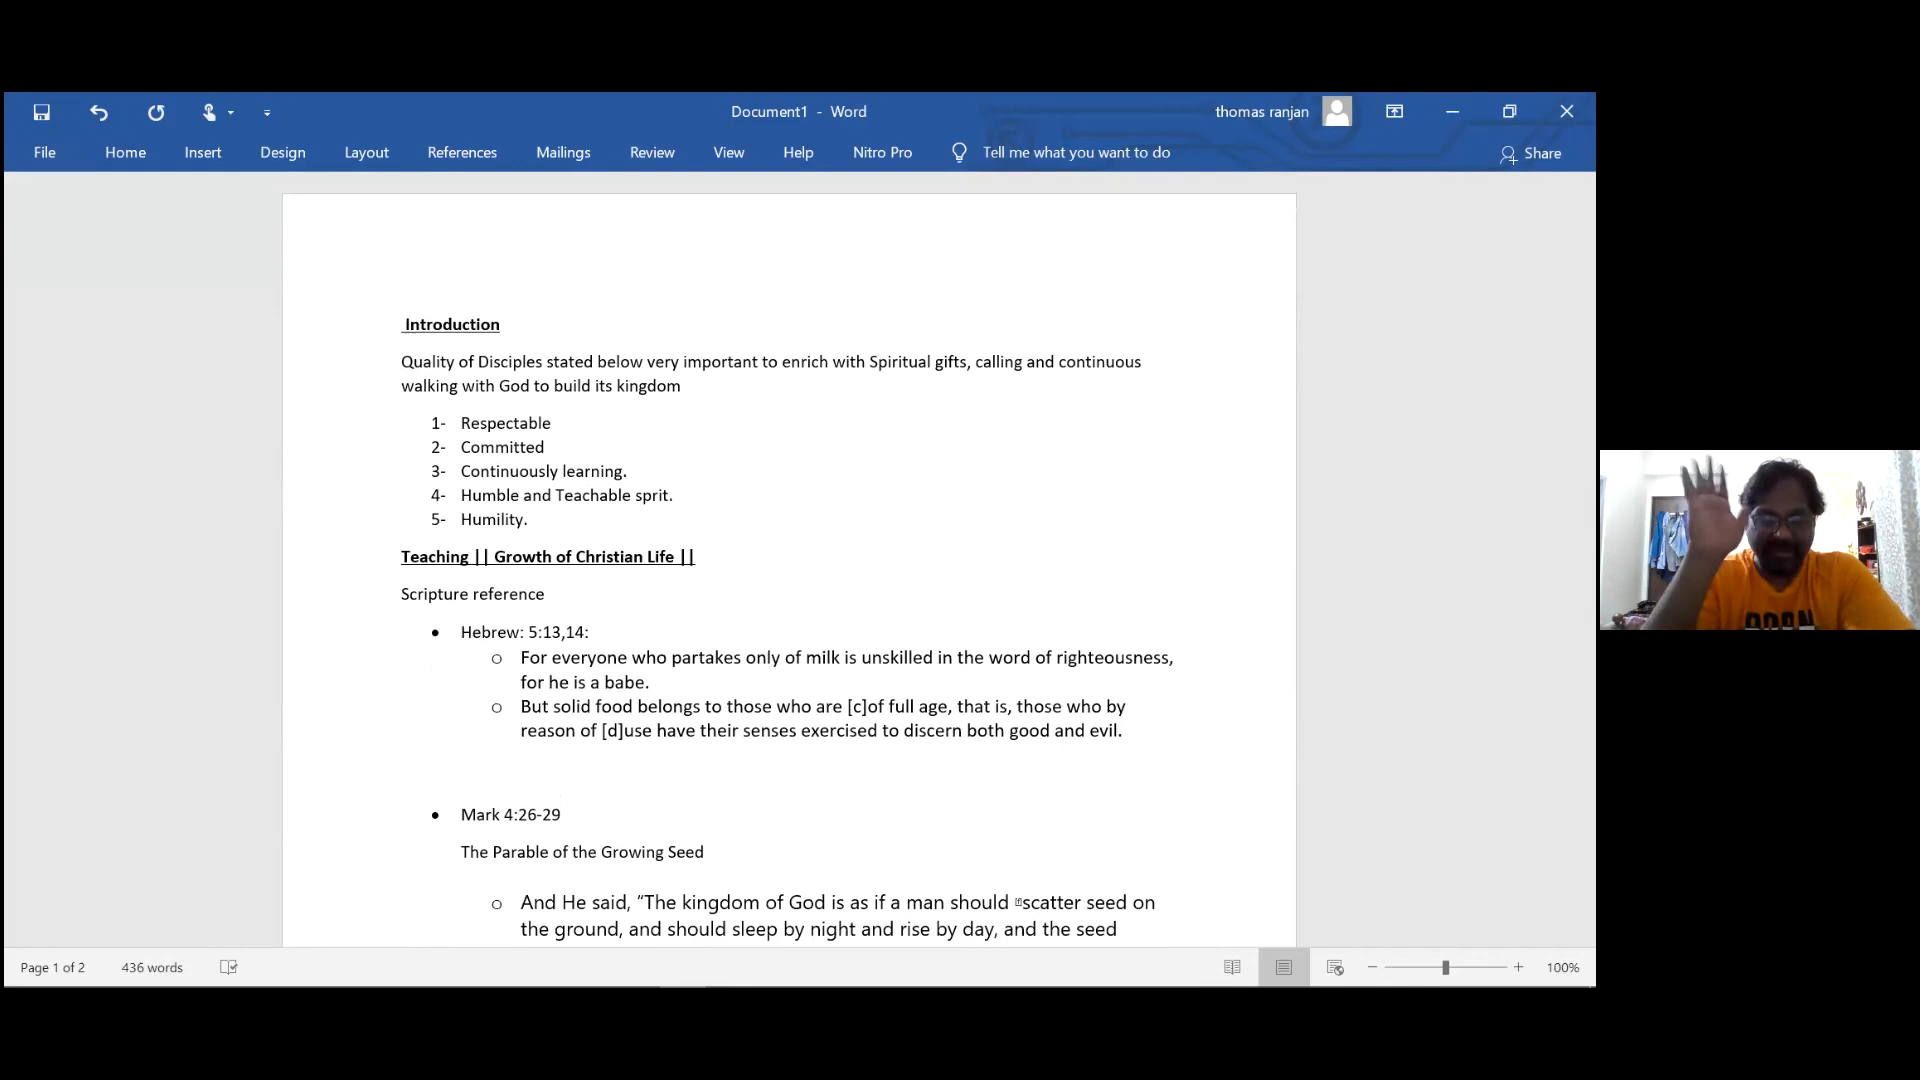 Document1 - Word
thomas ranjan
File Home Insert Design Layout References Mailings Review View Help Nitro Pro Tell me what you want to do Share
Introduction
Quality of Disciples stated below very important to enrich with Spiritual gifts, calling and continuous
walking with God to build its kingdom
1- Respectable
2- Committed
3- Continuously learning.
4- Humble and Teachable sprit.
5- Humility.
Teaching || Growth of Christian Life ||
Scripture reference
• Hebrew: 5:13,14:
o For everyone who partakes only of milk is unskilled in the word of righteousness,
for he is a babe.
o But solid food belongs to those who are [c]of full age, that is, those who by
reason of [d]use have their senses exercised to discern both good and evil.
• Mark 4:26-29
The Parable of the Growing Seed
o And He said, “The kingdom of God is as if a man should scatter seed on
the ground, and should sleep by night and rise by day, and the seed
BORN
Page 1 of 2 436 words 100%